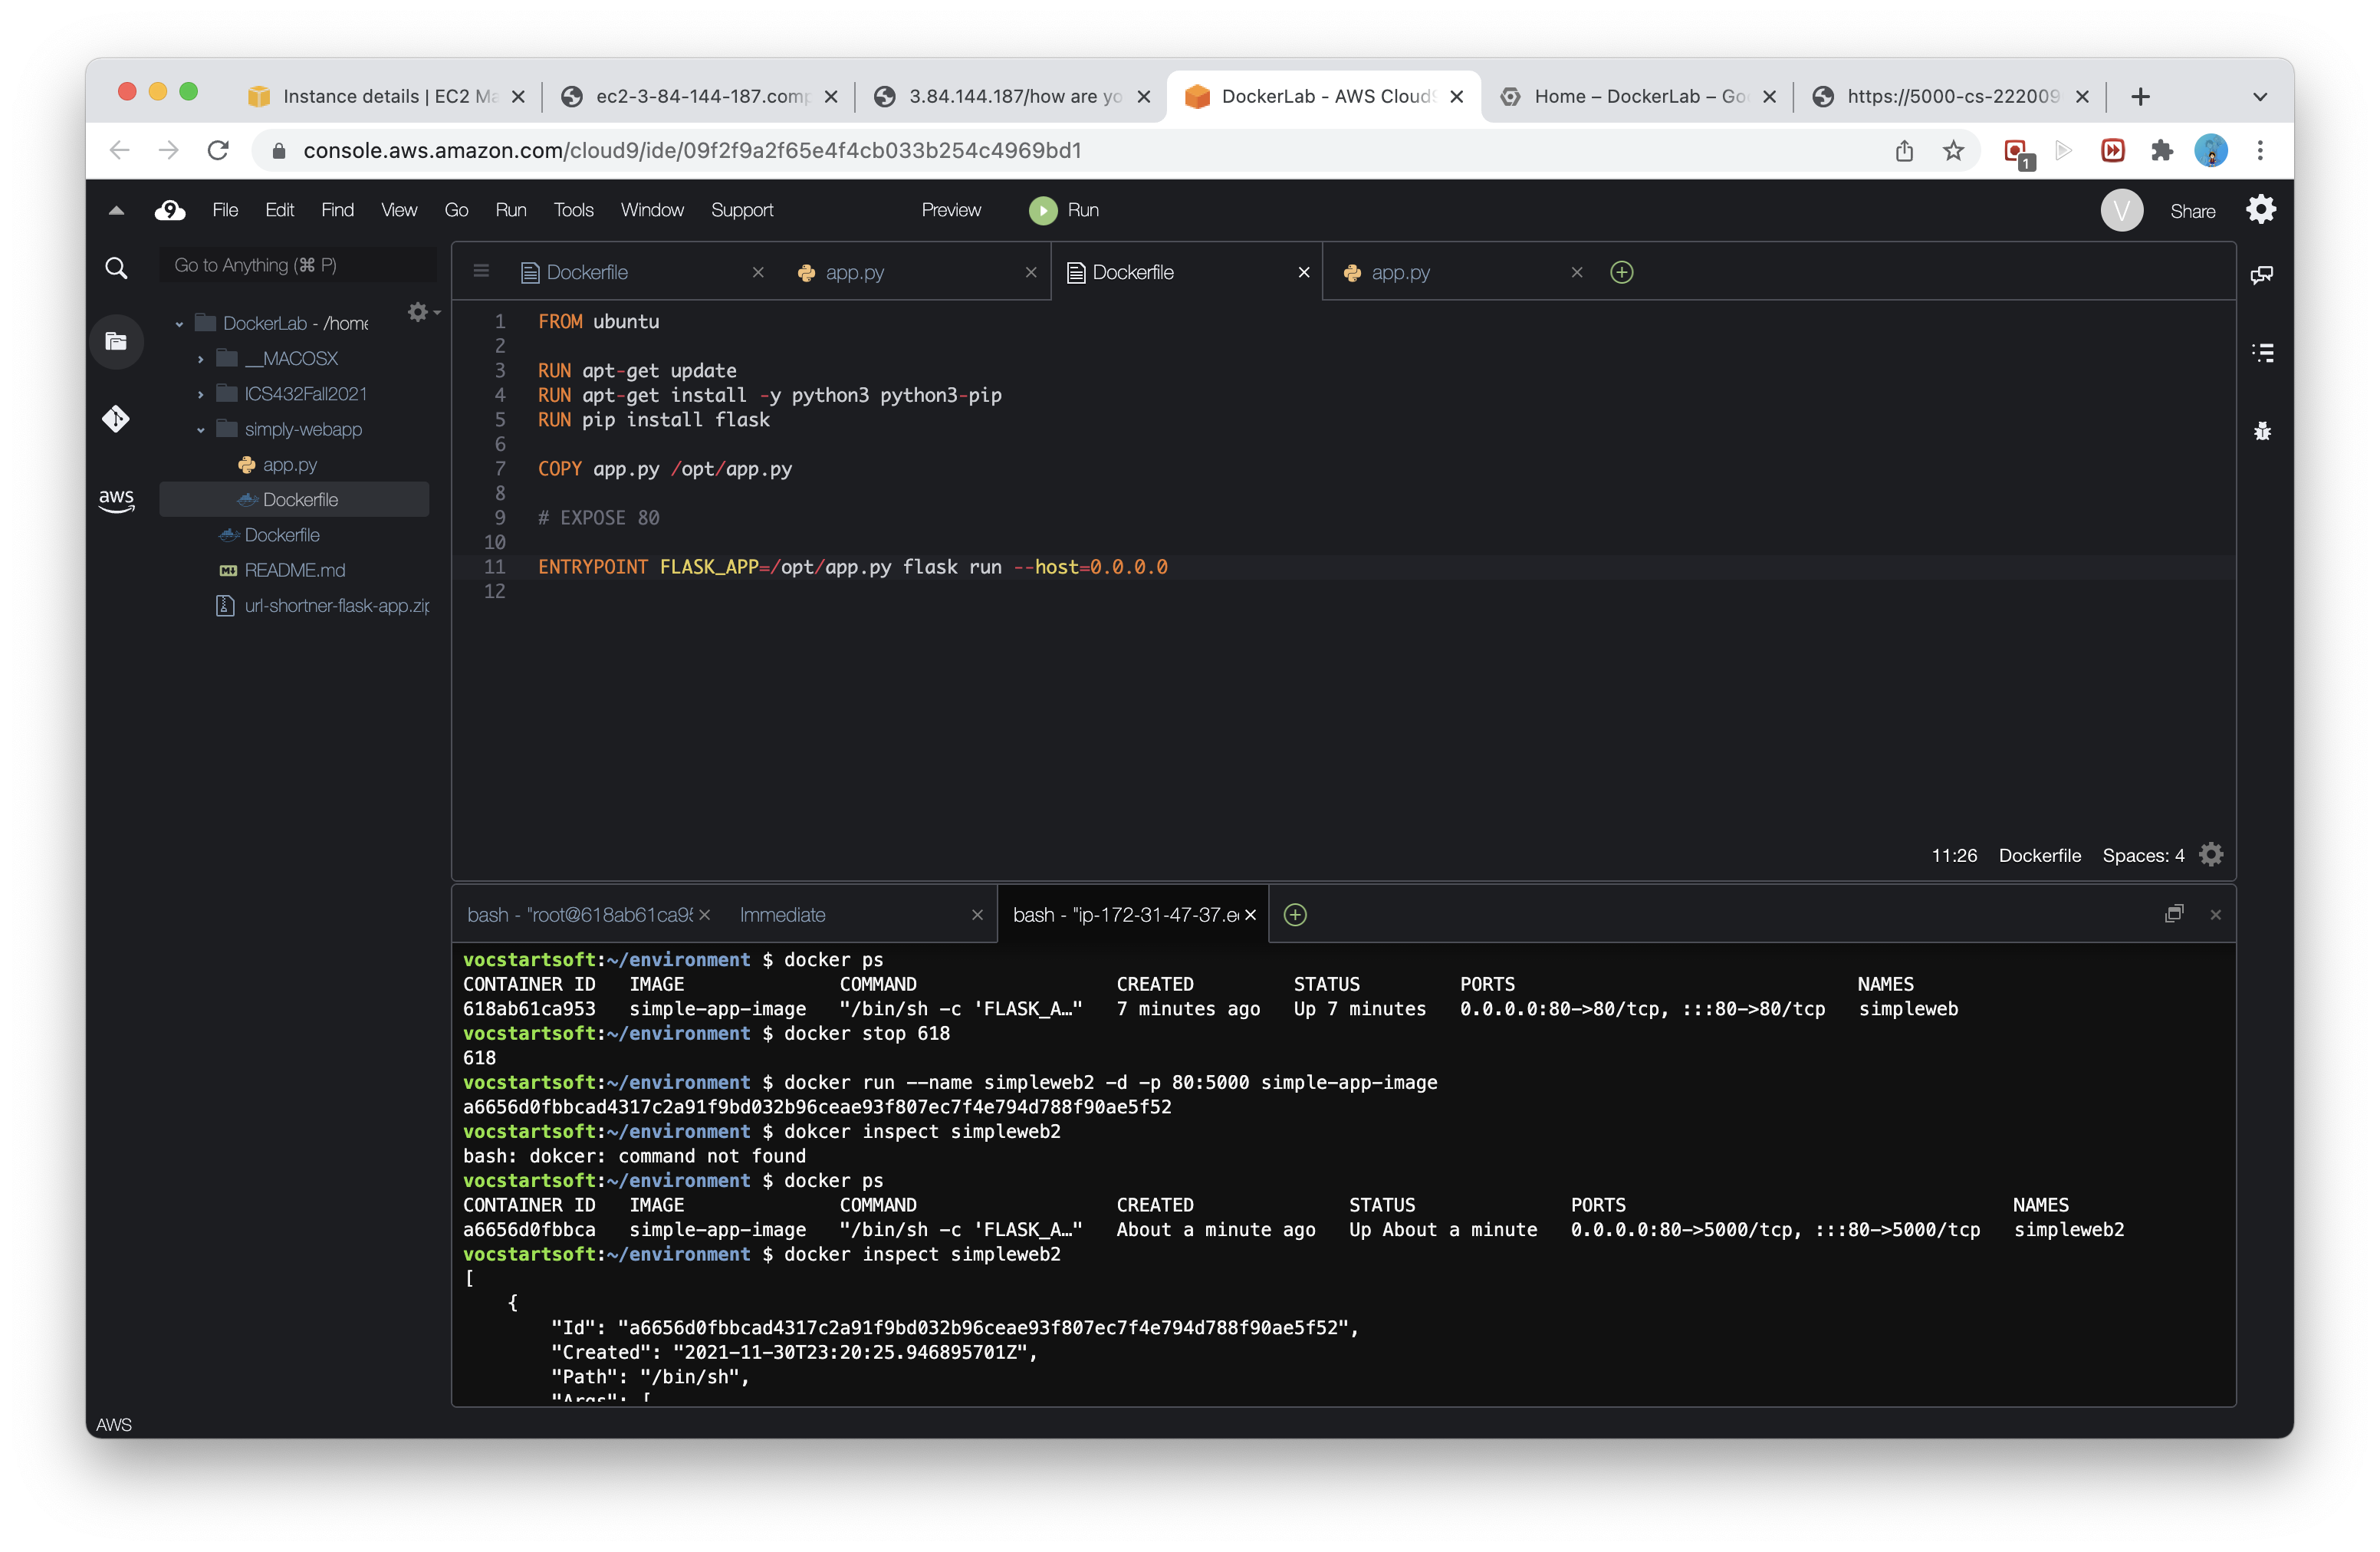 Instance details | EC2 Ma
ec2-3-84-144-187.comp
3.84.144.187/how are yo
DockerLab - AWS Cloud9
Home – DockerLab – Goo
https://5000-cs-222009
console.aws.amazon.com/cloud9/ide/09f2f9a2f65e4f4cb033b254c4969bd1
1
9 File Edit Find View Go Run Tools Window Support Preview Run V Share
Go to Anything (⌘ P)
DockerLab - /home
__MACOSX
ICS432Fall2021
simply-webapp
app.py
Dockerfile
Dockerfile
README.md
url-shortner-flask-app.zip
aws
Dockerfile app.py Dockerfile app.py
1 FROM ubuntu
2
3 RUN apt-get update
4 RUN apt-get install -y python3 python3-pip
5 RUN pip install flask
6
7 COPY app.py /opt/app.py
8
9 # EXPOSE 80
10
11 ENTRYPOINT FLASK_APP=/opt/app.py flask run --host=0.0.0.0
12
11:26 Dockerfile Spaces: 4
bash - "root@618ab61ca95 Immediate bash - "ip-172-31-47-37.ec
vocstartsoft:~/environment $ docker ps
CONTAINER ID IMAGE COMMAND CREATED STATUS PORTS NAMES
618ab61ca953 simple-app-image "/bin/sh -c 'FLASK_A…" 7 minutes ago Up 7 minutes 0.0.0.0:80->80/tcp, :::80->80/tcp simpleweb
vocstartsoft:~/environment $ docker stop 618
618
vocstartsoft:~/environment $ docker run --name simpleweb2 -d -p 80:5000 simple-app-image
a6656d0fbbcad4317c2a91f9bd032b96ceae93f807ec7f4e794d788f90ae5f52
vocstartsoft:~/environment $ dokcer inspect simpleweb2
bash: dokcer: command not found
vocstartsoft:~/environment $ docker ps
CONTAINER ID IMAGE COMMAND CREATED STATUS PORTS NAMES
a6656d0fbbca simple-app-image "/bin/sh -c 'FLASK_A…" About a minute ago Up About a minute 0.0.0.0:80->5000/tcp, :::80->5000/tcp simpleweb2
vocstartsoft:~/environment $ docker inspect simpleweb2
[
{
"Id": "a6656d0fbbcad4317c2a91f9bd032b96ceae93f807ec7f4e794d788f90ae5f52",
"Created": "2021-11-30T23:20:25.946895701Z",
"Path": "/bin/sh",
"Args": [
AWS